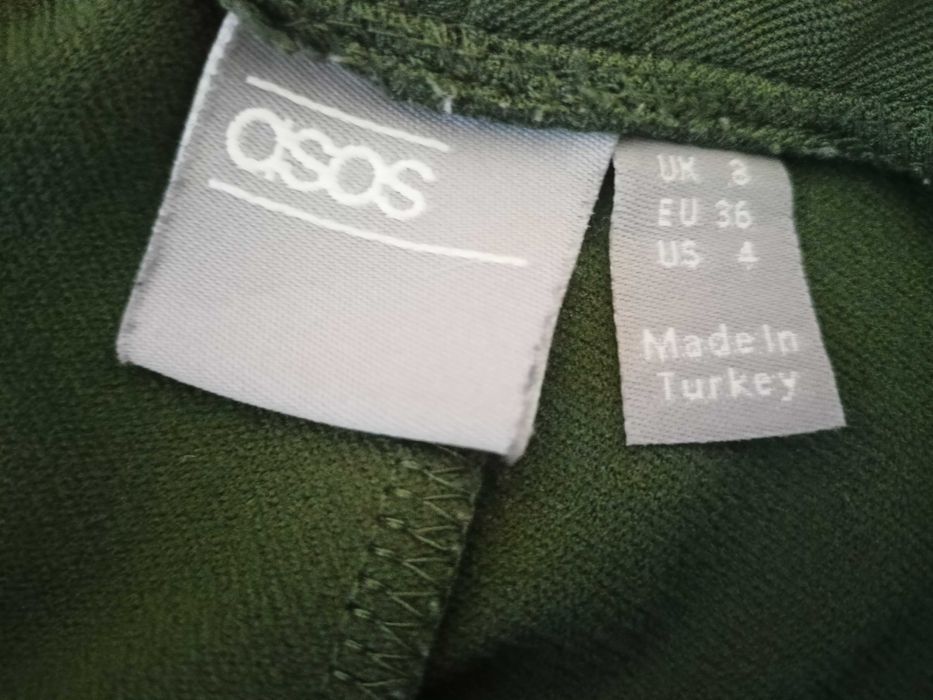 asos
UK 8
EU 36
US 4
Made In
Turkey